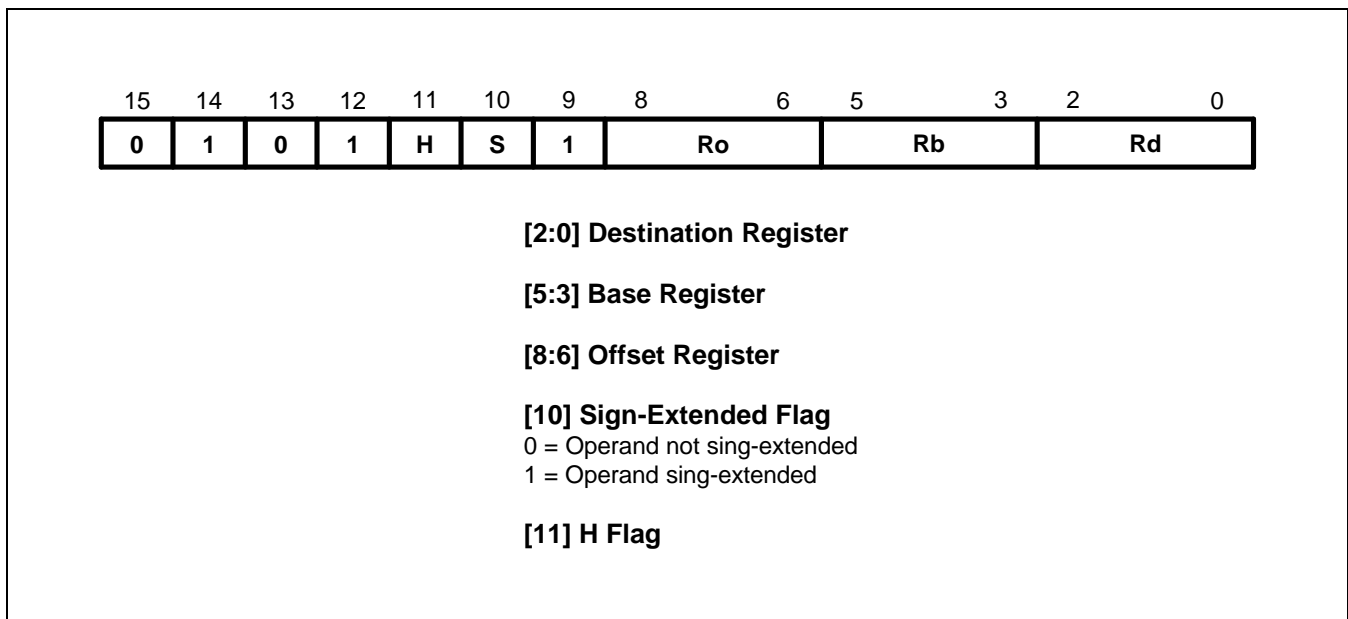 15 14 13 12 11 10 9 8 6 5 3 2 0
0 1 0 1 H S 1 Ro Rb Rd
[2:0] Destination Register
[5:3] Base Register
[8:6] Offset Register
[10] Sign-Extended Flag
0 = Operand not sing-extended
1 = Operand sing-extended
[11] H Flag